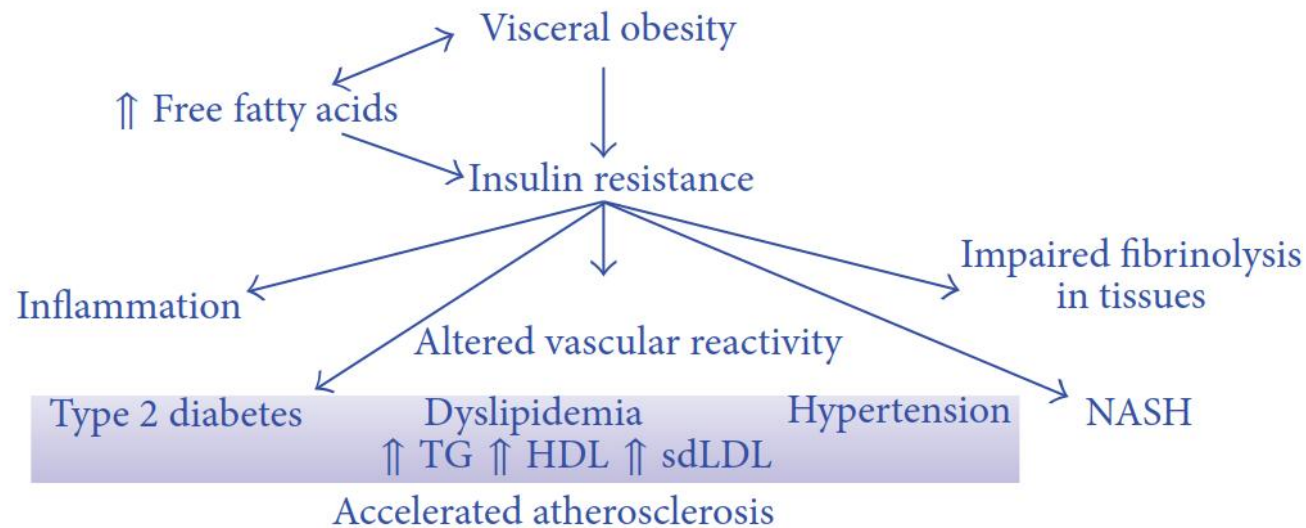 Visceral obesity
⇑ Free fatty acids
Insulin resistance
Impaired fibrinolysis
in tissues
Inflammation
Altered vascular reactivity
Type 2 diabetes Dyslipidemia Hypertension NASH
⇑ TG ⇑ HDL ⇑ sdLDL
Accelerated atherosclerosis